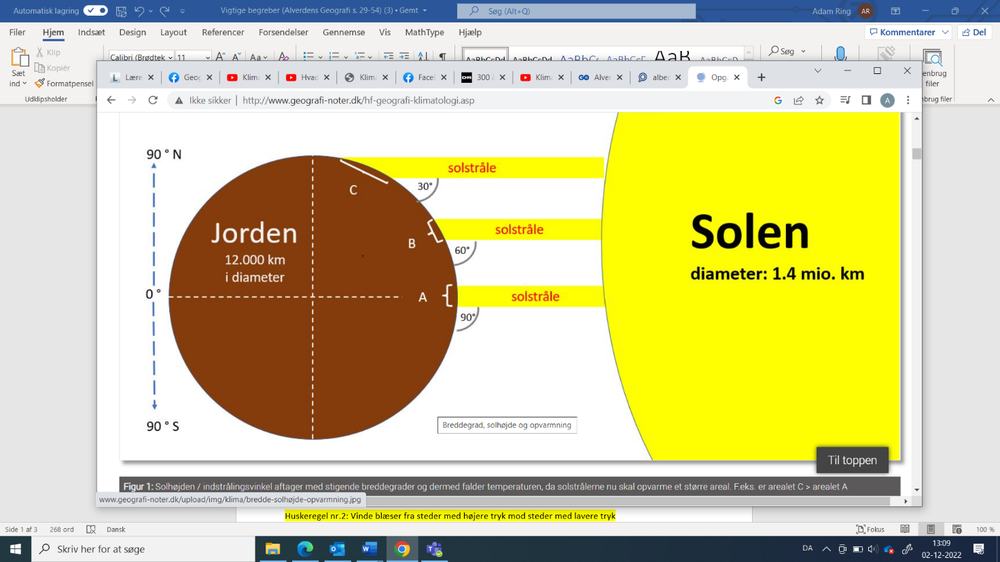 Automatisk lagring
Vigtige begreber (Alverdens Geografi s. 29-54) (3) • Gemt
Søg (Alt+Q)
Adam Ring
AR
Filer
Hjem
Indsæt
Design
Layout
Referencer
Forsendelser
Gennemse
Vis
MathType
Hjælp
Kommentarer
Del
Sæt
ind
Klip
Kopiér
Formatpensel
Udklipsholder
Calibri (Brødtek
11
Aa
AaBbCcDd
AaBbCcDd
Søg
filer
Lære
Geog
Klima
Hvad
Klima
Facel
300
Klima
Alver
Opga
Ikke sikker
http://www.geografi-noter.dk/hf-geografi-klimatologi.asp
A
90 ° N
0 °
90 ° S
Jorden
12.000 km
i diameter
solstråle
C
30°
solstråle
B
60°
solstråle
A
90°
Solen
diameter: 1.4 mio. km
Breddegrad, solhøjde og opvarmning
Til toppen
Figur 1: Solhøjden / indstrålingsvinkel aftager med stigende breddegrader og dermed falder temperaturen, da solstrålerne nu skal opvarme et større areal. F.eks. er arealet C > arealet A
www.geografi-noter.dk/upload/img/klima/bredde-solhøjde-opvarmning.jpg
Huskeregel nr.2: Vinde blæser fra steder med højere tryk mod steder med lavere tryk
Side 1 af 3
268 ord
Dansk
Fokus
100 %
Skriv her for at søge
DA
13:09
02-12-2022